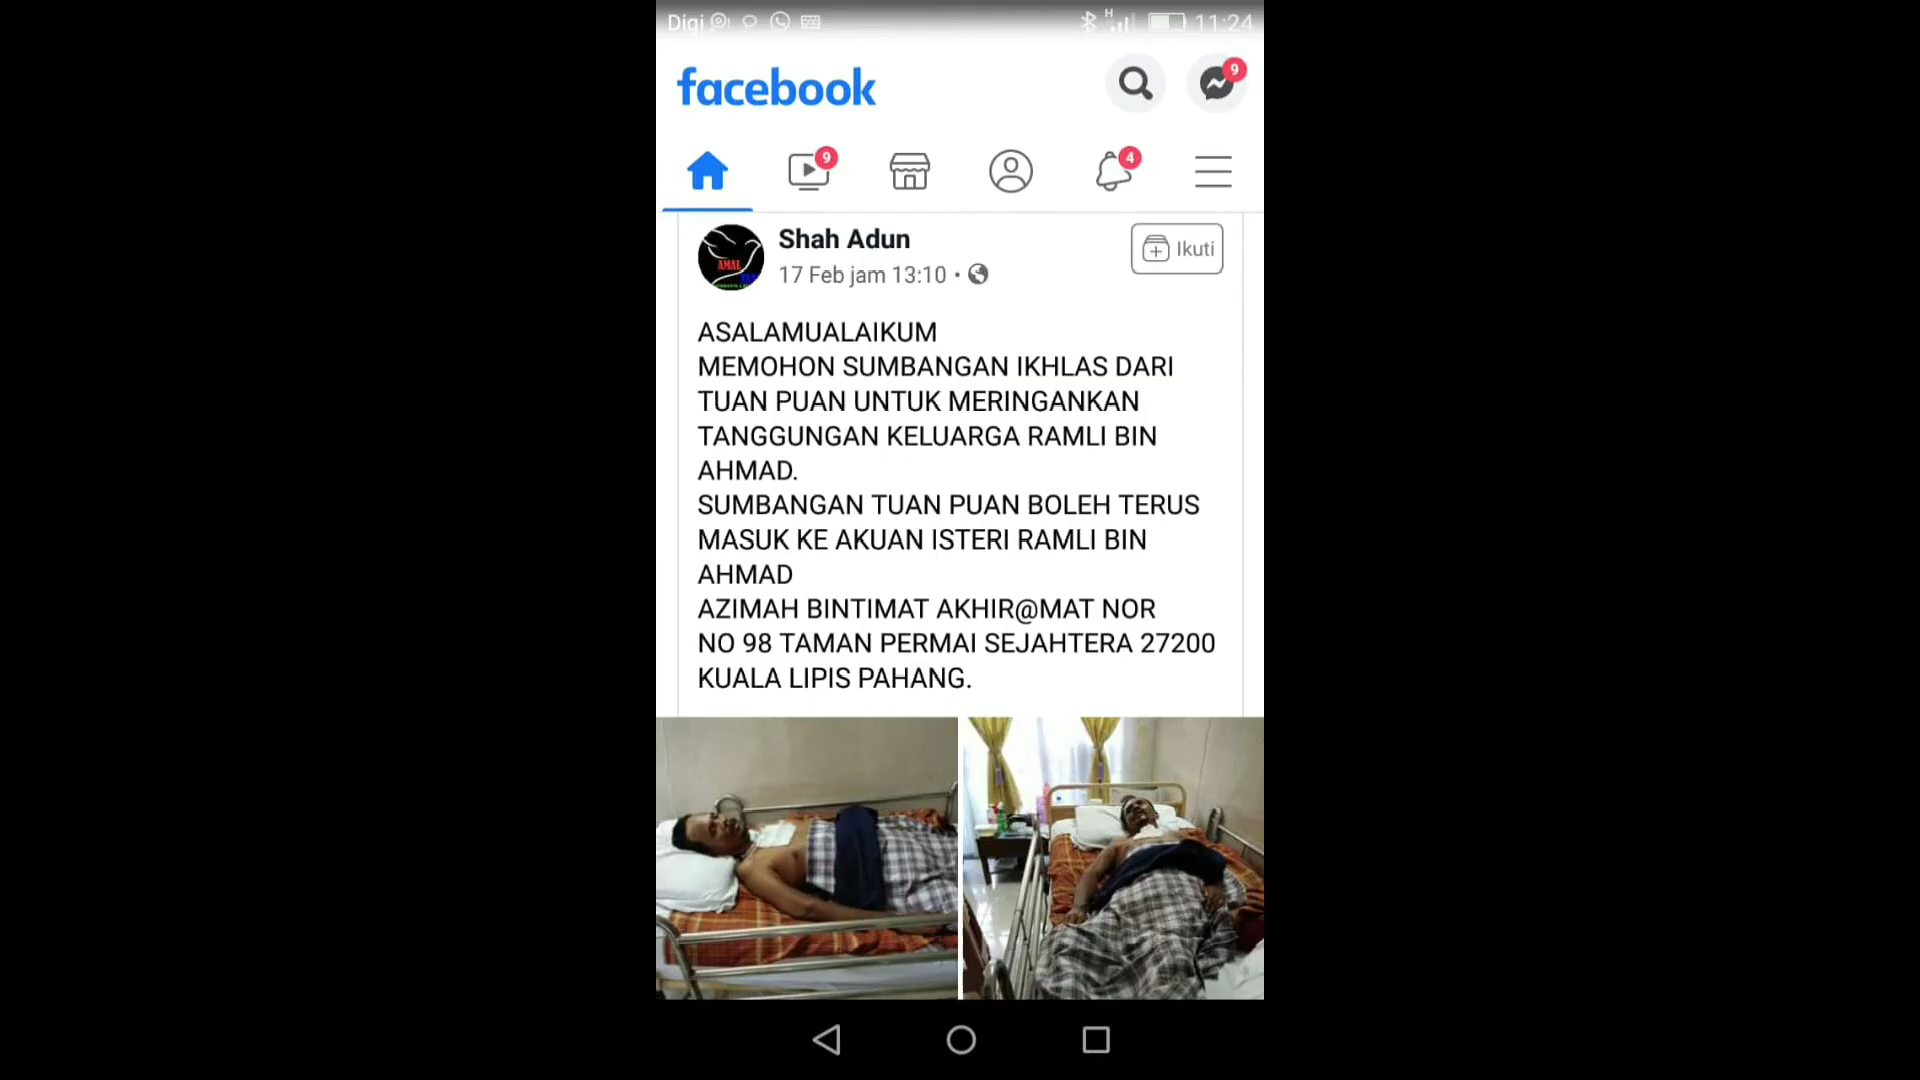 Digi
H
11:24
facebook
9
9
4
Shah Adun
17 Feb jam 13:10 •
Ikuti
AMAL
ASALAMUALAIKUM
MEMOHON SUMBANGAN IKHLAS DARI
TUAN PUAN UNTUK MERINGANKAN
TANGGUNGAN KELUARGA RAMLI BIN
AHMAD.
SUMBANGAN TUAN PUAN BOLEH TERUS
MASUK KE AKUAN ISTERI RAMLI BIN
AHMAD
AZIMAH BINTIMAT AKHIR@MAT NOR
NO 98 TAMAN PERMAI SEJAHTERA 27200
KUALA LIPIS PAHANG.